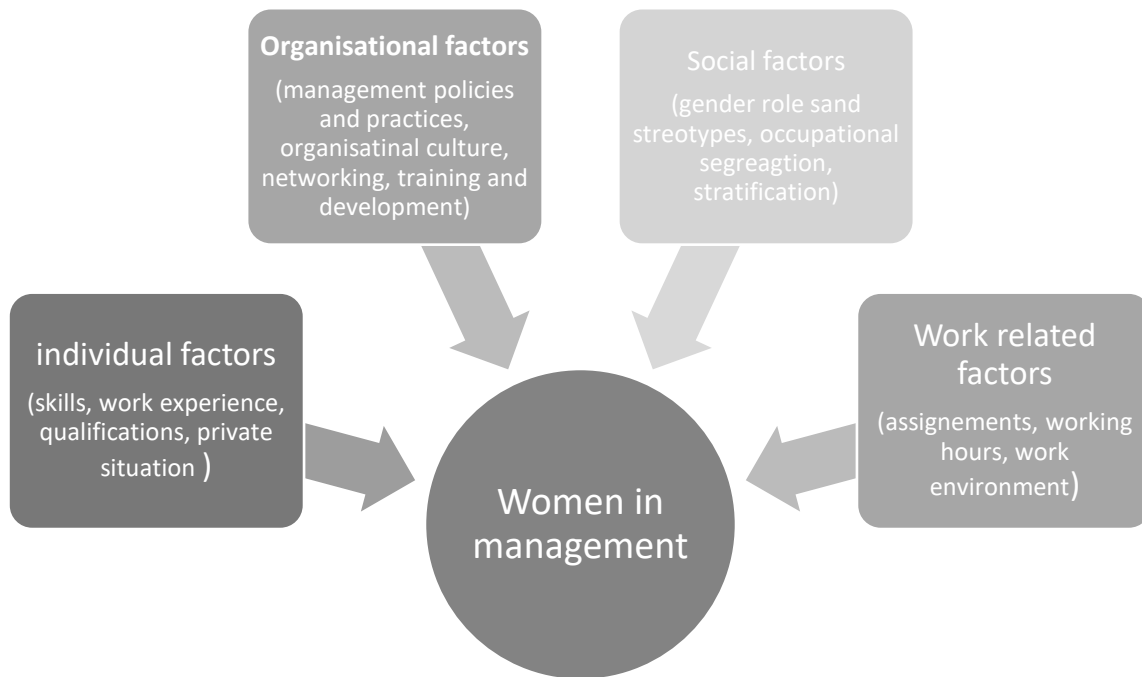 Organisational factors
(management policies
and practices,
organisatinal culture,
networking, training and
development)
Social factors
(gender role sand
streotypes, occupational
segreagtion,
stratification)
individual factors
(skills, work experience,
qualifications, private
situation )
Work related
factors
(assignements, working
hours, work
environment)
Women in
management